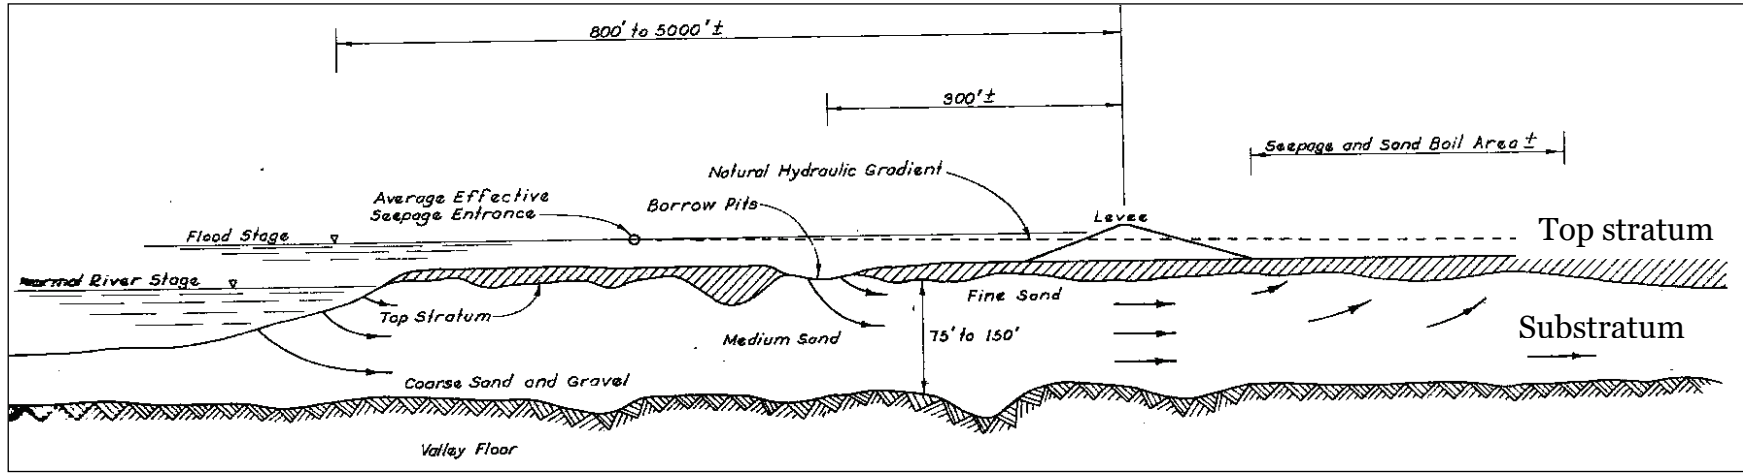 800' to 5000' ±
900' ±
Seepage and Sand Boil Area ±
Natural Hydraulic Gradient
Average Effective
Seepage Entrance
Borrow Pits
Levee
Flood Stage
Top stratum
Normal River Stage
Fine Sand
Top Stratum
Medium Sand
75' to 150'
Substratum
Coarse Sand and Gravel
Valley Floor